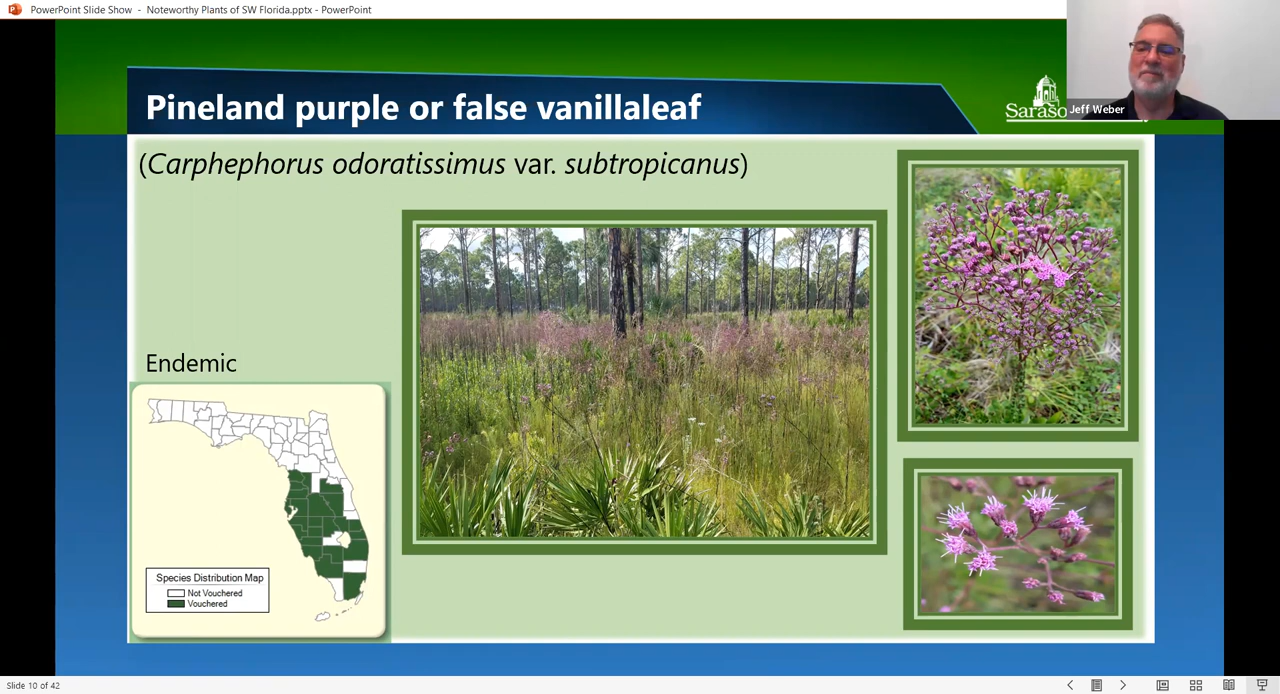 PowerPoint Slide Show - Noteworthy Plants of SW Florida.pptx - PowerPoint
Pineland purple or false vanillaleaf
Jeff Weber
(Carphephorus odoratissimus var. subtropicanus)
Endemic
Species Distribution Map
Not Vouchered
Vouchered
Slide 10 of 42